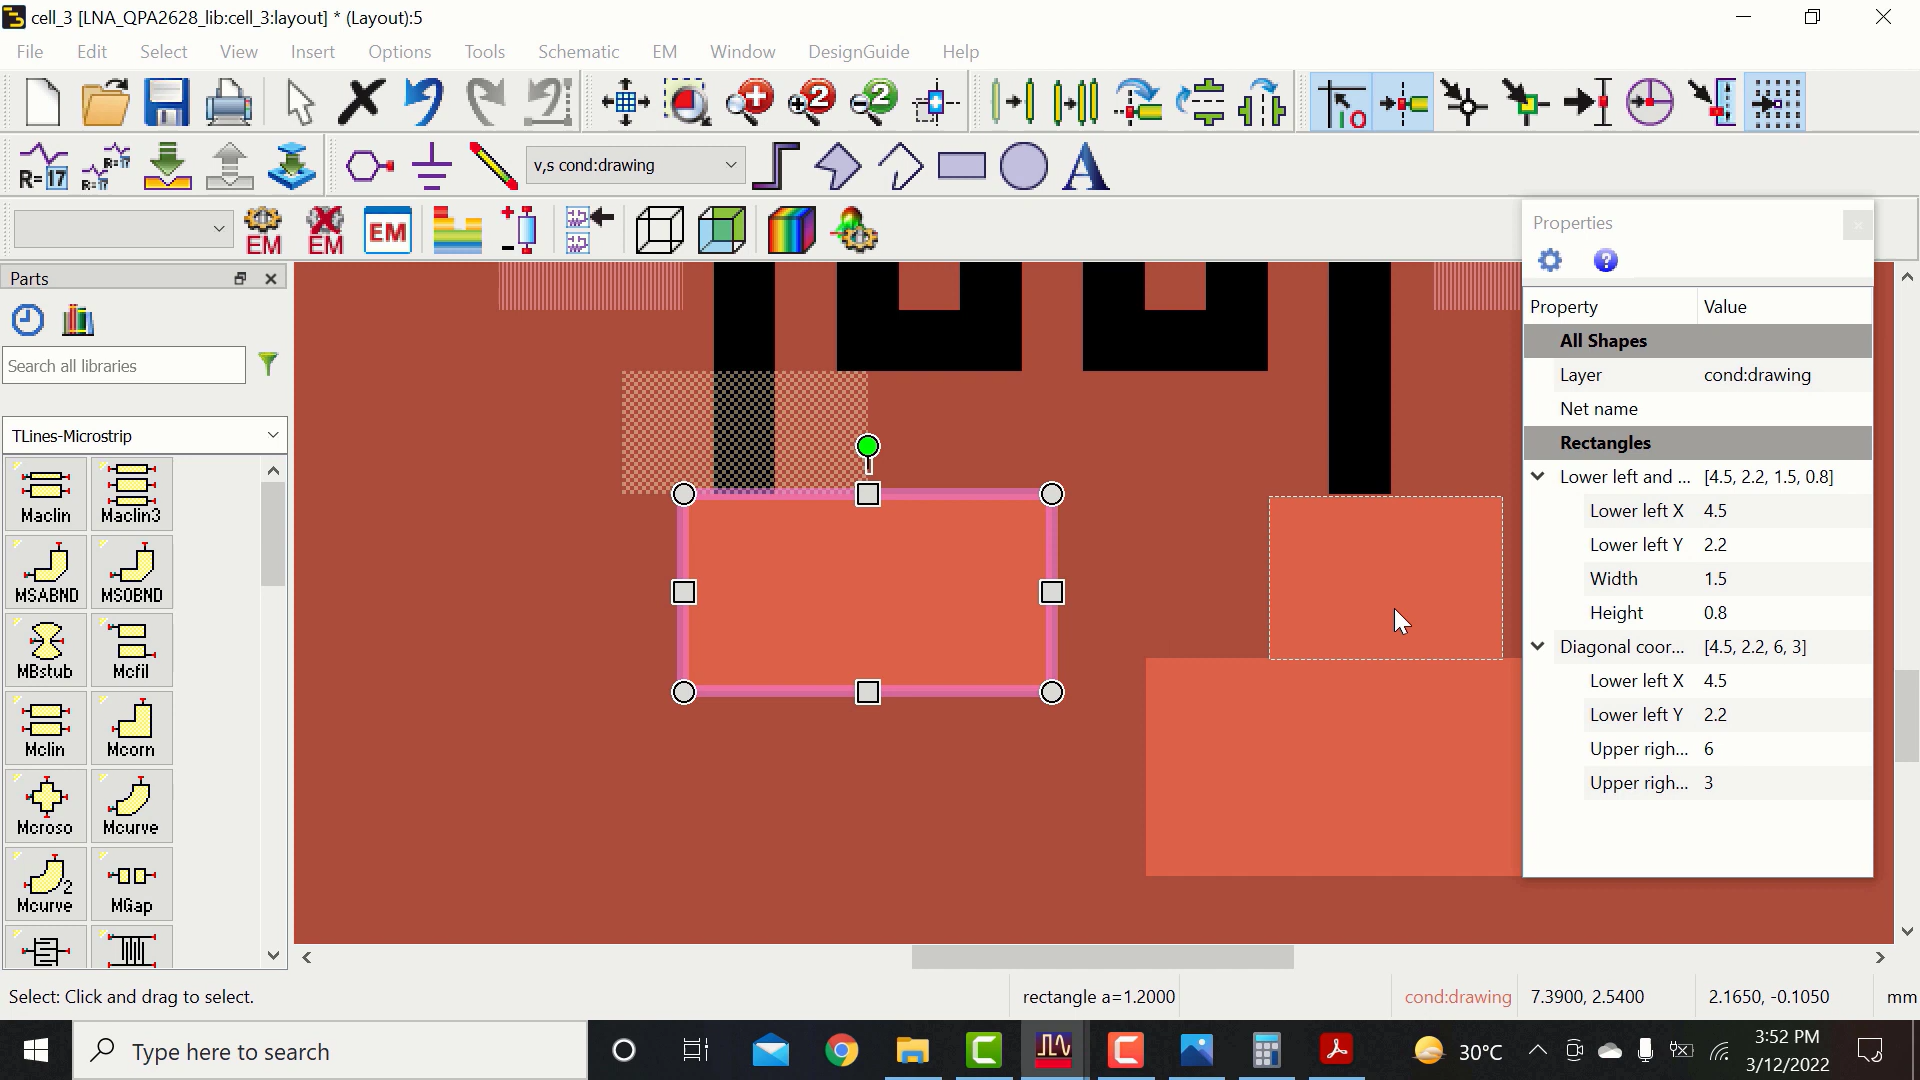 cell_3 [LNA_QPA2628_lib:cell_3:layout] * (Layout):5
File Edit Select View Insert Options Tools Schematic EM Window DesignGuide Help
2 2
R=17 R=17 v,s cond:drawing A
EM EM EM
Parts
Search all libraries
TLines-Microstrip
Maclin Maclin3
MSABND MSOBND
MBstub Mcfil
Mclin Mcorn
Mcroso Mcurve
2
Mcurve MGap
Properties
?
Property Value
All Shapes
Layer cond:drawing
Net name
Rectangles
Lower left and ... [4.5, 2.2, 1.5, 0.8]
Lower left X 4.5
Lower left Y 2.2
Width 1.5
Height 0.8
Diagonal coor... [4.5, 2.2, 6, 3]
Lower left X 4.5
Lower left Y 2.2
Upper righ... 6
Upper righ... 3
Select: Click and drag to select.
rectangle a=1.2000
cond:drawing 7.3900, 2.5400 2.1650, -0.1050 mm
Type here to search
30°C
3:52 PM
3/12/2022